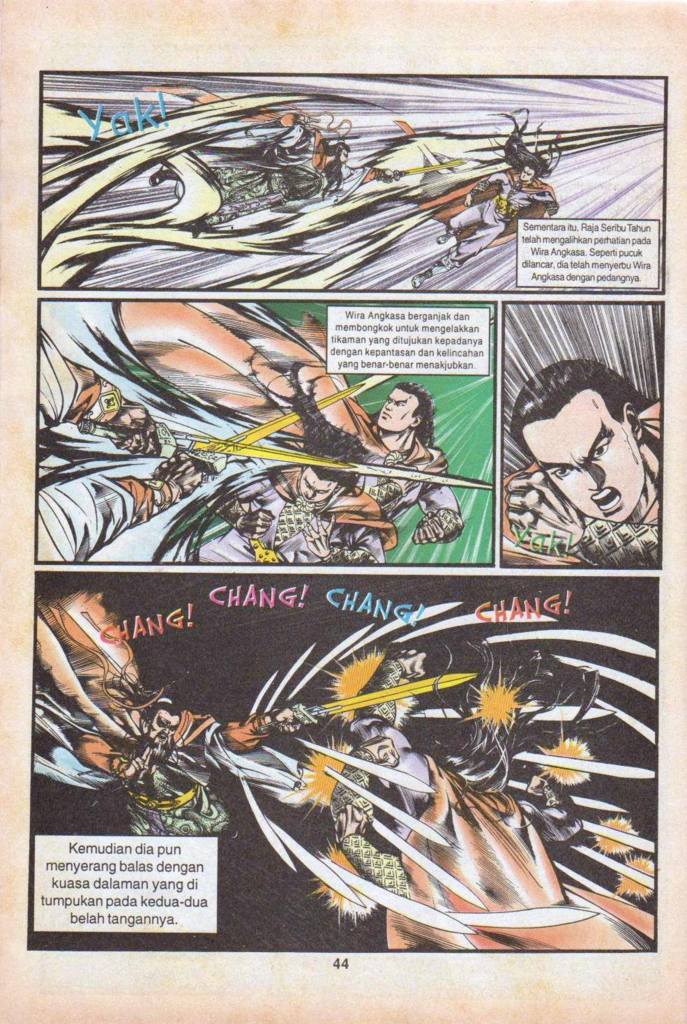 Yak!
Sementara itu, Raja Seribu Tahun
telah mengalihkan perhatian pada
Wira Angkasa. Seperti pucuk
dilancar, dia telah menyerbu Wira
Angkasa dengan pedangnya.
Wira Angkasa berganjak dan
membongkok untuk mengelakkan
tikaman yang ditujukan kepadanya
dengan kepantasan dan kelincahan
yang benar-benar menakjubkan.
Yak!
CHANG! CHANG! CHANG! CHANG!
Kemudian dia pun
menyerang balas dengan
kuasa dalaman yang di
tumpukan pada kedua-dua
belah tangannya.
44